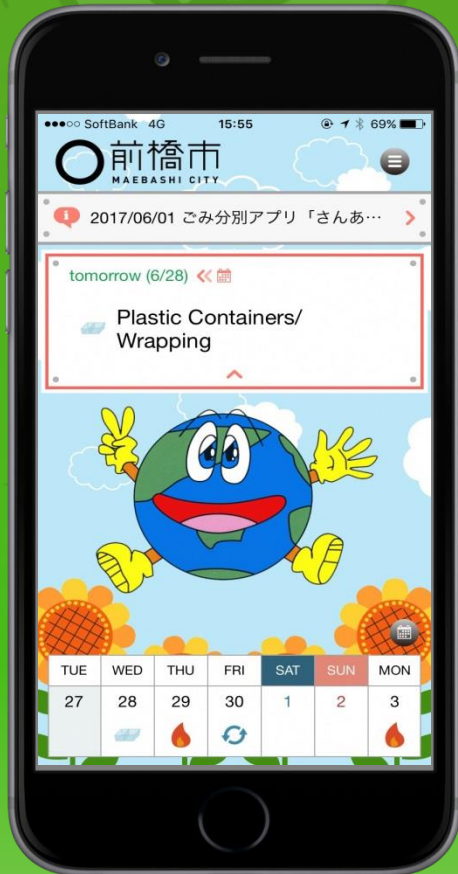 ●●●○○ SoftBank 4G 15:55 69%
前橋市
MAEBASHI CITY
2017/06/01 ごみ分別アプリ「さんあ…
tomorrow (6/28)
Plastic Containers/
Wrapping
TUE WED THU FRI SAT SUN MON
27 28 29 30 1 2 3